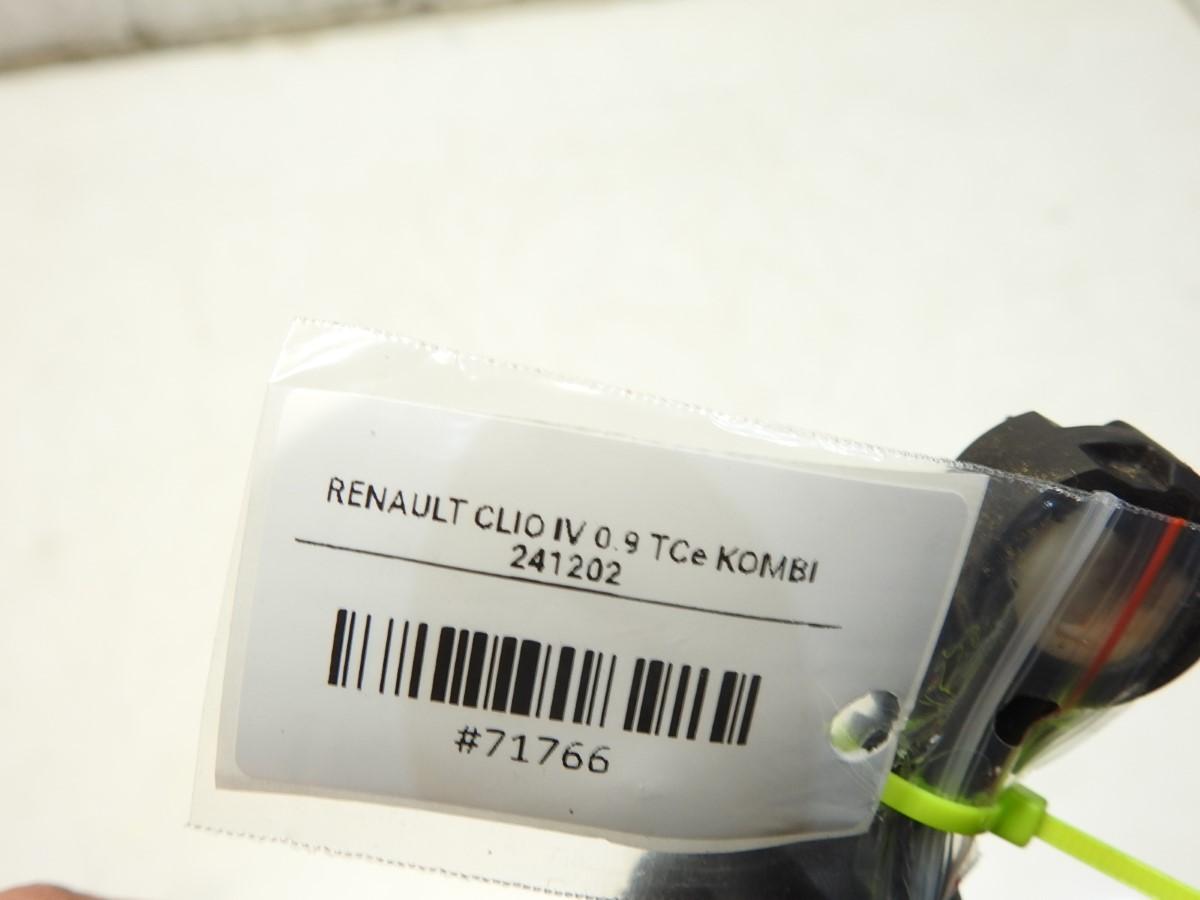 RENAULT CLIO IV 0.9 TCe KOMBI
241202
#71766